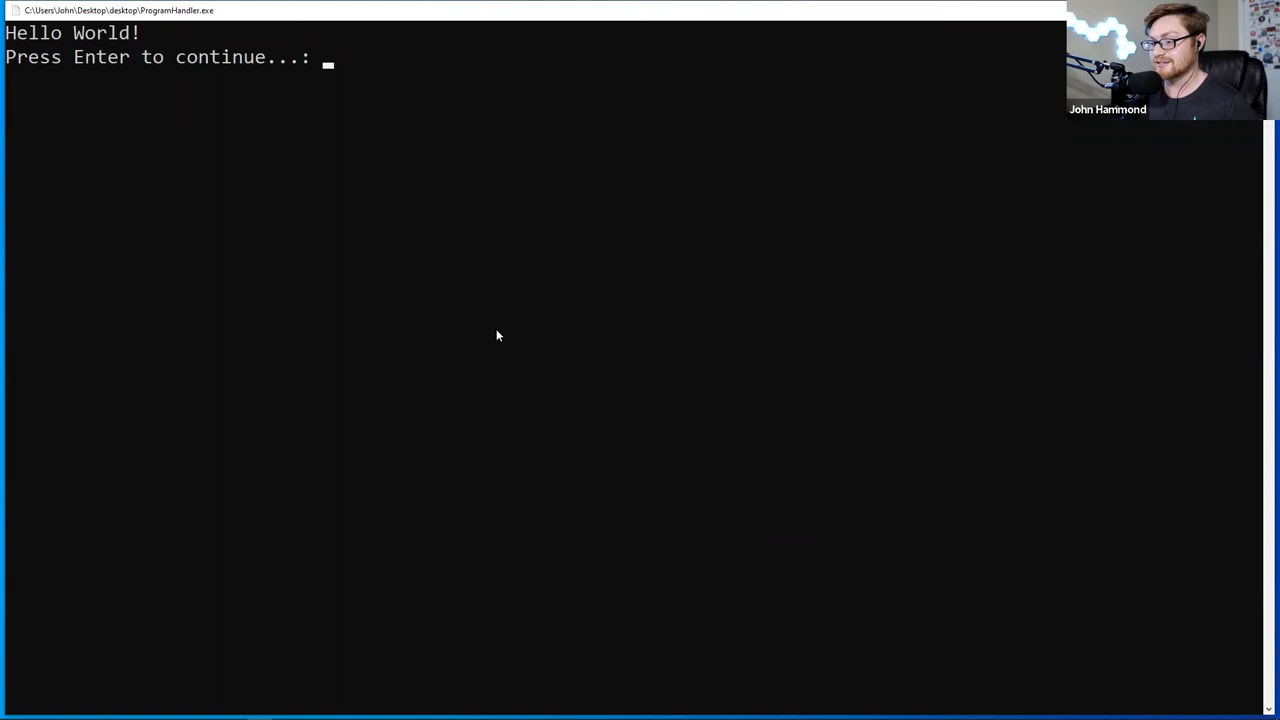 C:\Users\John\Desktop\desktop\ProgramHandler.exe
Hello World!
Press Enter to continue...:
John Hammond